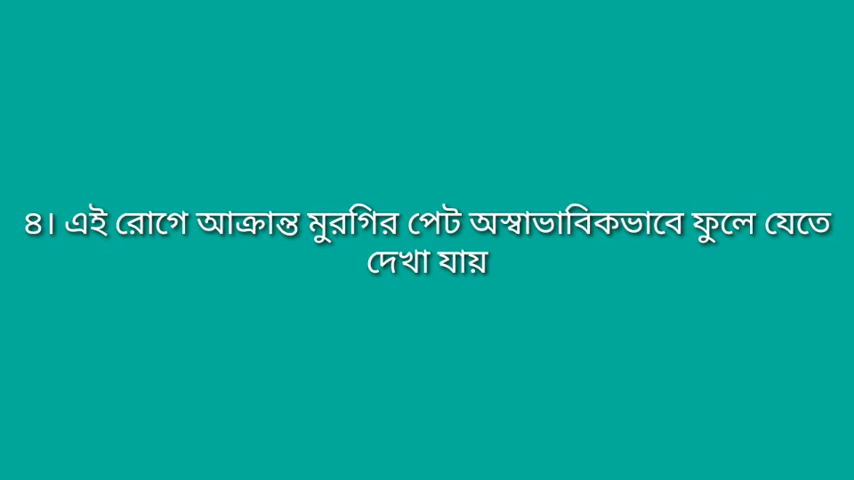 ৪। এই রোগে আক্রান্ত মুরগির পেট অস্বাভাবিকভাবে ফুলে যেতে
দেখা যায়